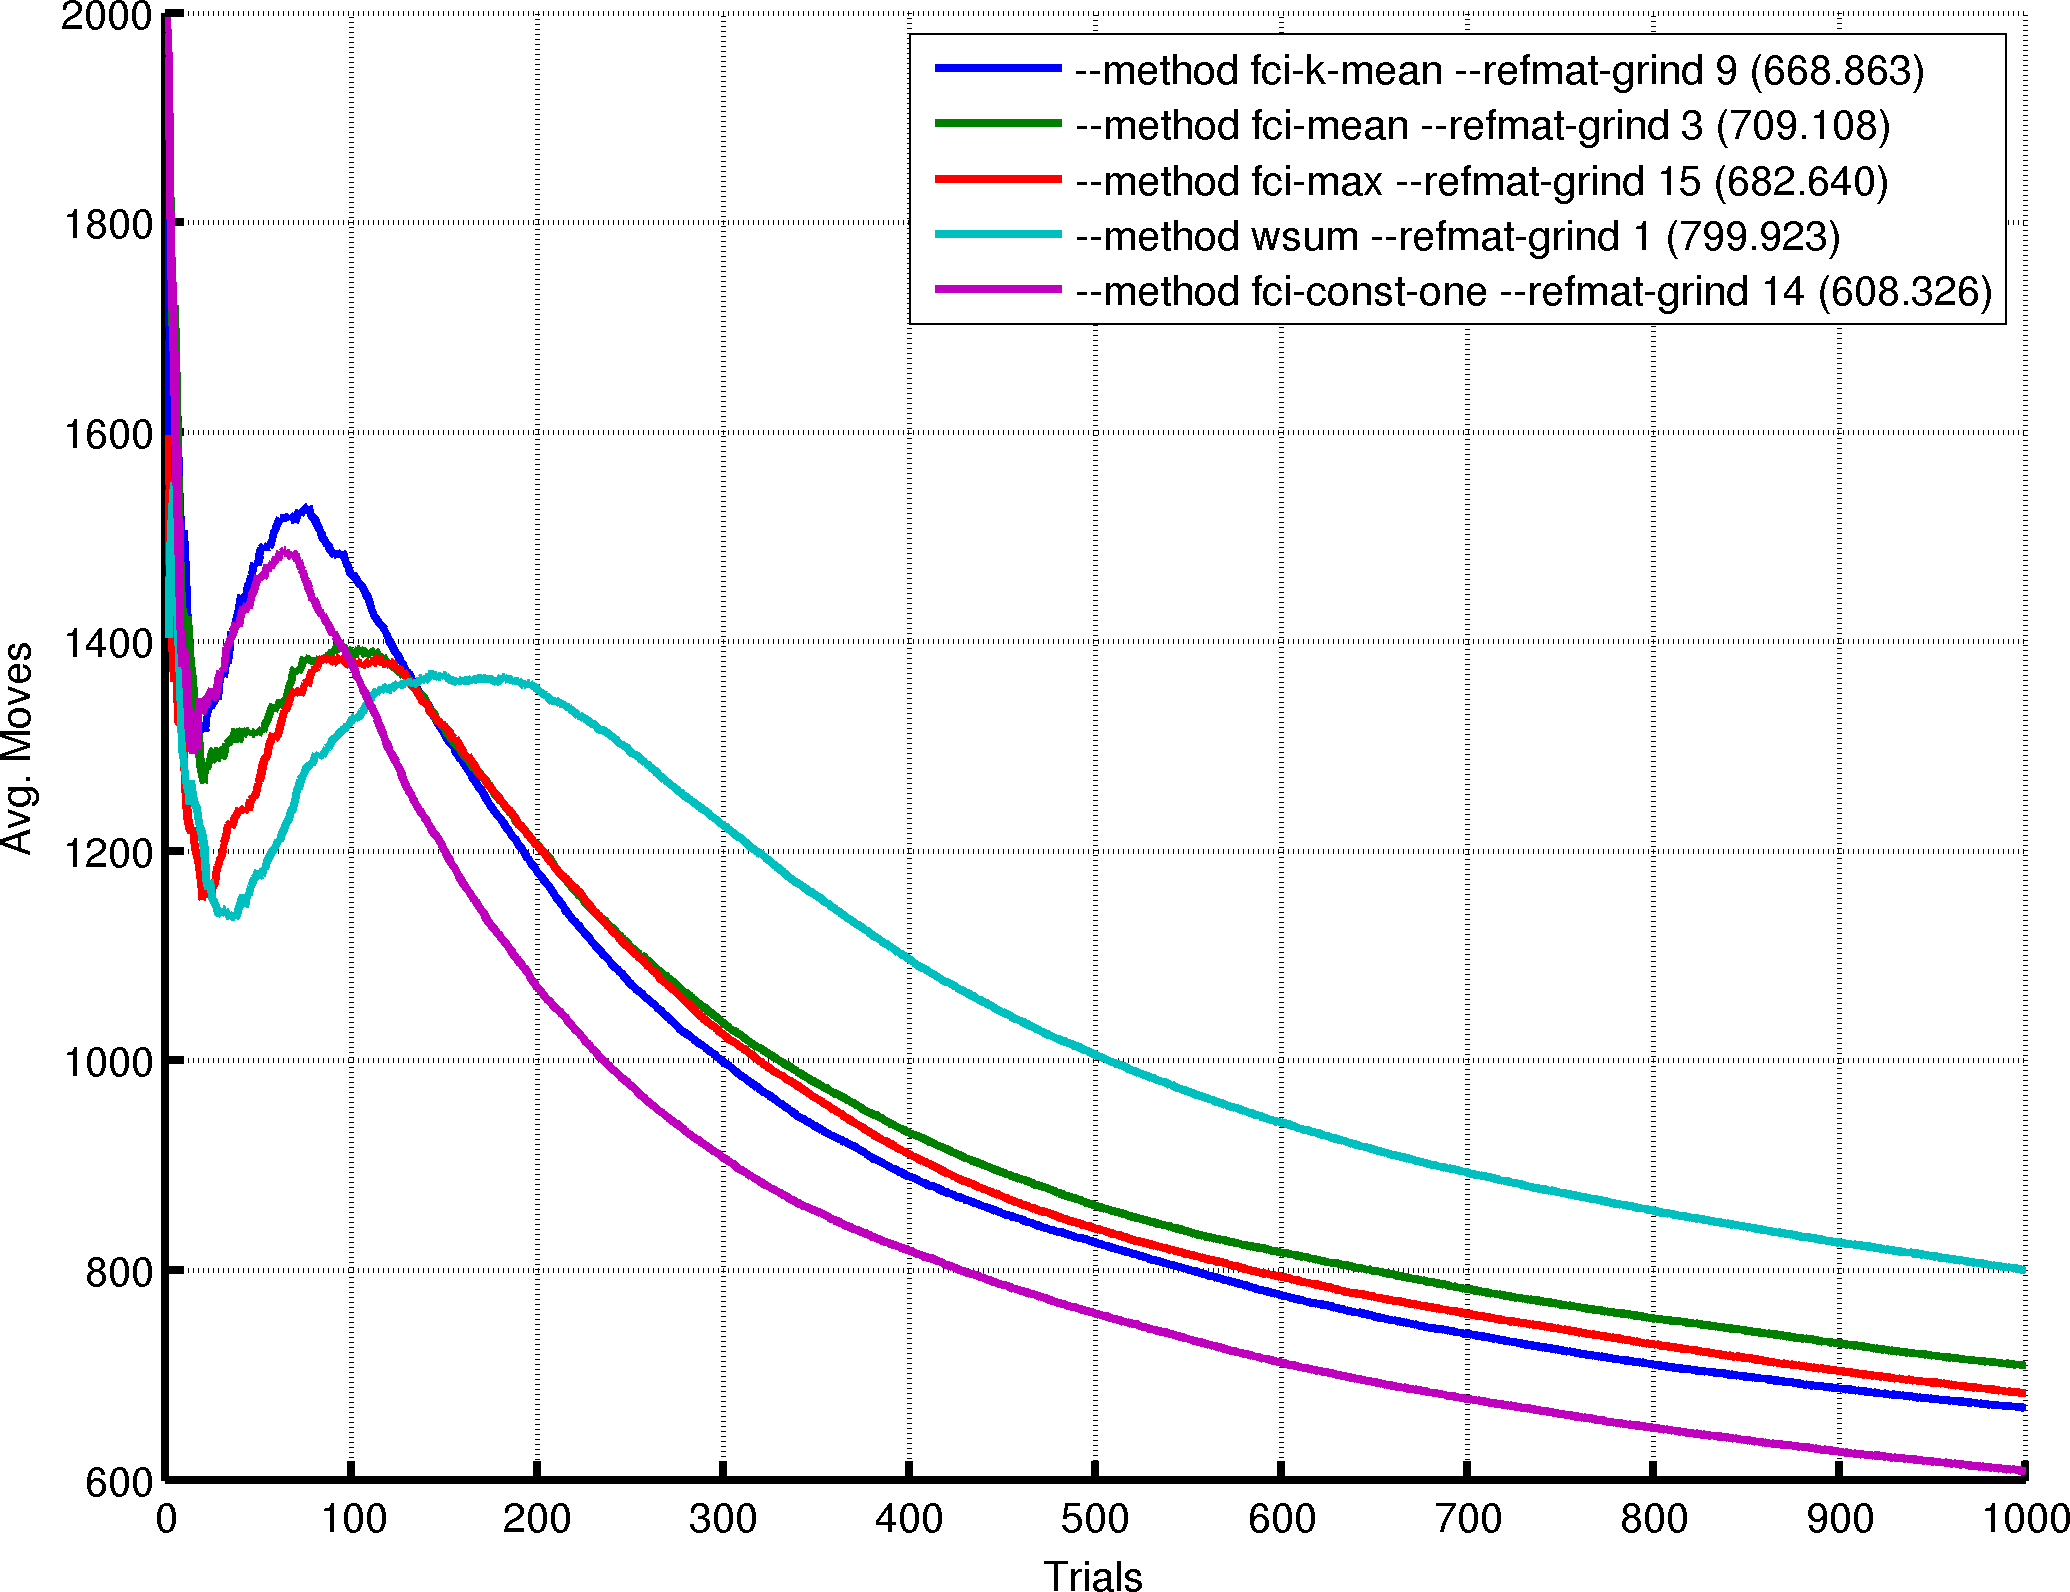 2000
1800
1600
1400
1200
1000
800
600
Avg. Moves
--method fci-k-mean --refmat-grind 9 (668.863)
--method fci-mean --refmat-grind 3 (709.108)
--method fci-max --refmat-grind 15 (682.640)
--method wsum --refmat-grind 1 (799.923)
--method fci-const-one --refmat-grind 14 (608.326)
0 100 200 300 400 500 600 700 800 900 1000
Trials